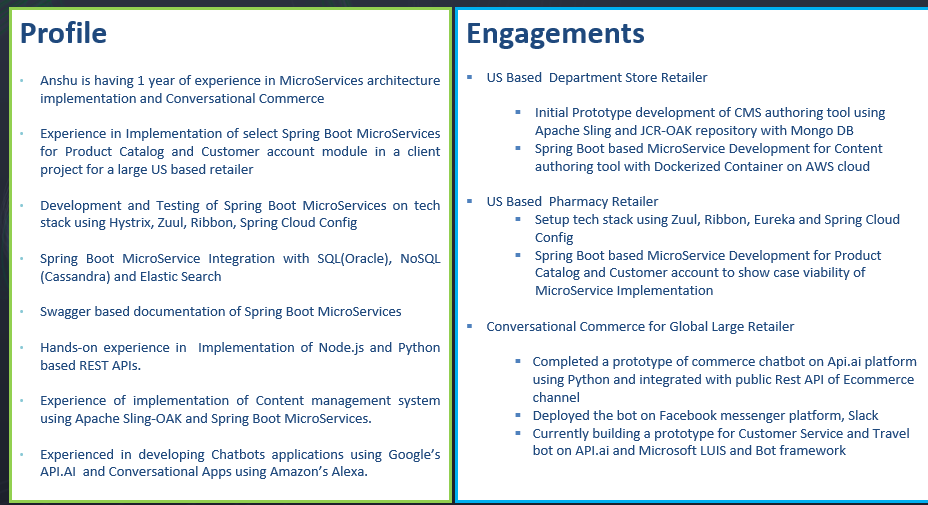 Profile
Anshu is having 1 year of experience in MicroServices architecture
implementation and Conversational Commerce
Experience in Implementation of select Spring Boot MicroServices
for Product Catalog and Customer account module in a client
project for a large US based retailer
Development and Testing of Spring Boot MicroServices on tech
stack using Hystrix, Zuul, Ribbon, Spring Cloud Config
Spring Boot MicroService Integration with SQL(Oracle), NoSQL
(Cassandra) and Elastic Search
Swagger based documentation of Spring Boot MicroServices
Hands-on experience in Implementation of Node.js and Python
based REST APIs.
Experience of implementation of Content management system
using Apache Sling-OAK and Spring Boot MicroServices.
Experienced in developing Chatbots applications using Google's
API.AI and Conversational Apps using Amazon's Alexa.
Engagements
US Based Department Store Retailer
Initial Prototype development of CMS authoring tool using
Apache Sling and JCR-OAK repository with Mongo DB
Spring Boot based MicroService Development for Content
authoring tool with Dockerized Container on AWS cloud
US Based Pharmacy Retailer
Setup tech stack using Zuul, Ribbon, Eureka and Spring Cloud
Config
Spring Boot based MicroService Development for Product
Catalog and Customer account to show case viability of
MicroService Implementation
Conversational Commerce for Global Large Retailer
Completed a prototype of commerce chatbot on Api.ai platform
using Python and integrated with public Rest API of Ecommerce
channel
Deployed the bot on Facebook messenger platform, Slack
Currently building a prototype for Customer Service and Travel
bot on API.ai and Microsoft LUIS and Bot framework